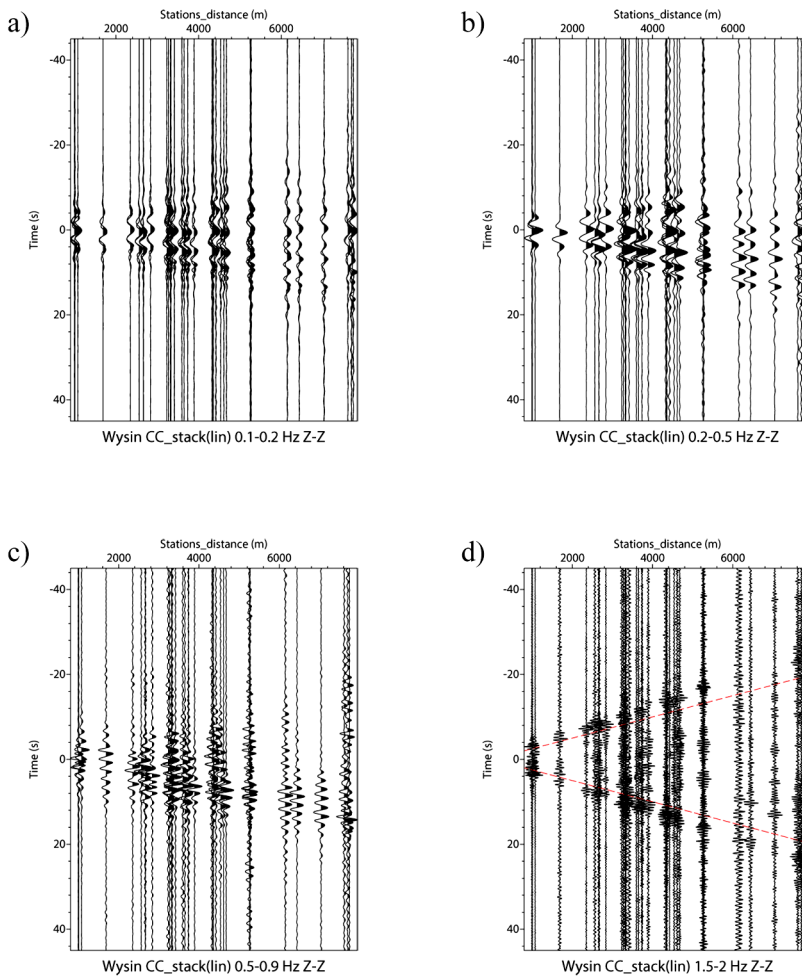 a)
Stations_distance (m)
2000 4000 6000
-40
-20
0
20
40
Time (s)
Wysin CC_stack(lin) 0.1-0.2 Hz Z-Z
b)
Stations_distance (m)
2000 4000 6000
-40
-20
0
20
40
Time (s)
Wysin CC_stack(lin) 0.2-0.5 Hz Z-Z
c)
Stations_distance (m)
2000 4000 6000
-40
-20
0
20
40
Time (s)
Wysin CC_stack(lin) 0.5-0.9 Hz Z-Z
d)
Stations_distance (m)
2000 4000 6000
-40
-20
0
20
40
Time (s)
Wysin CC_stack(lin) 1.5-2 Hz Z-Z